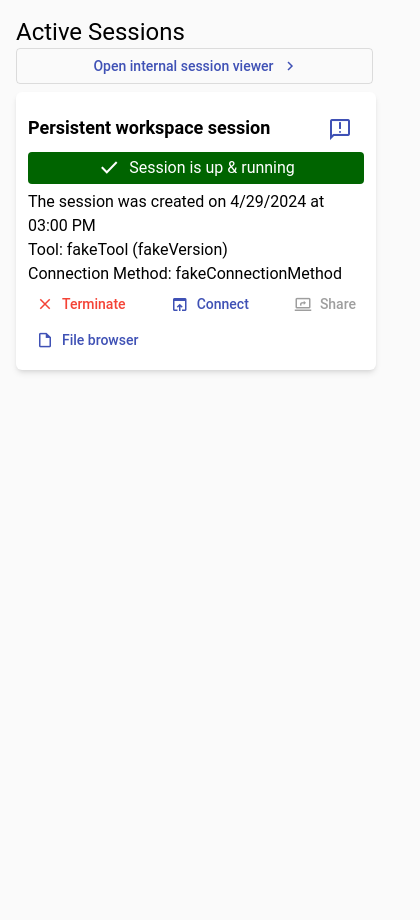 Active Sessions
Open internal session viewer
Persistent workspace session
Session is up & running
The session was created on 4/29/2024 at
03:00 PM
Tool: fakeTool (fakeVersion)
Connection Method: fakeConnectionMethod
Terminate Connect Share
File browser